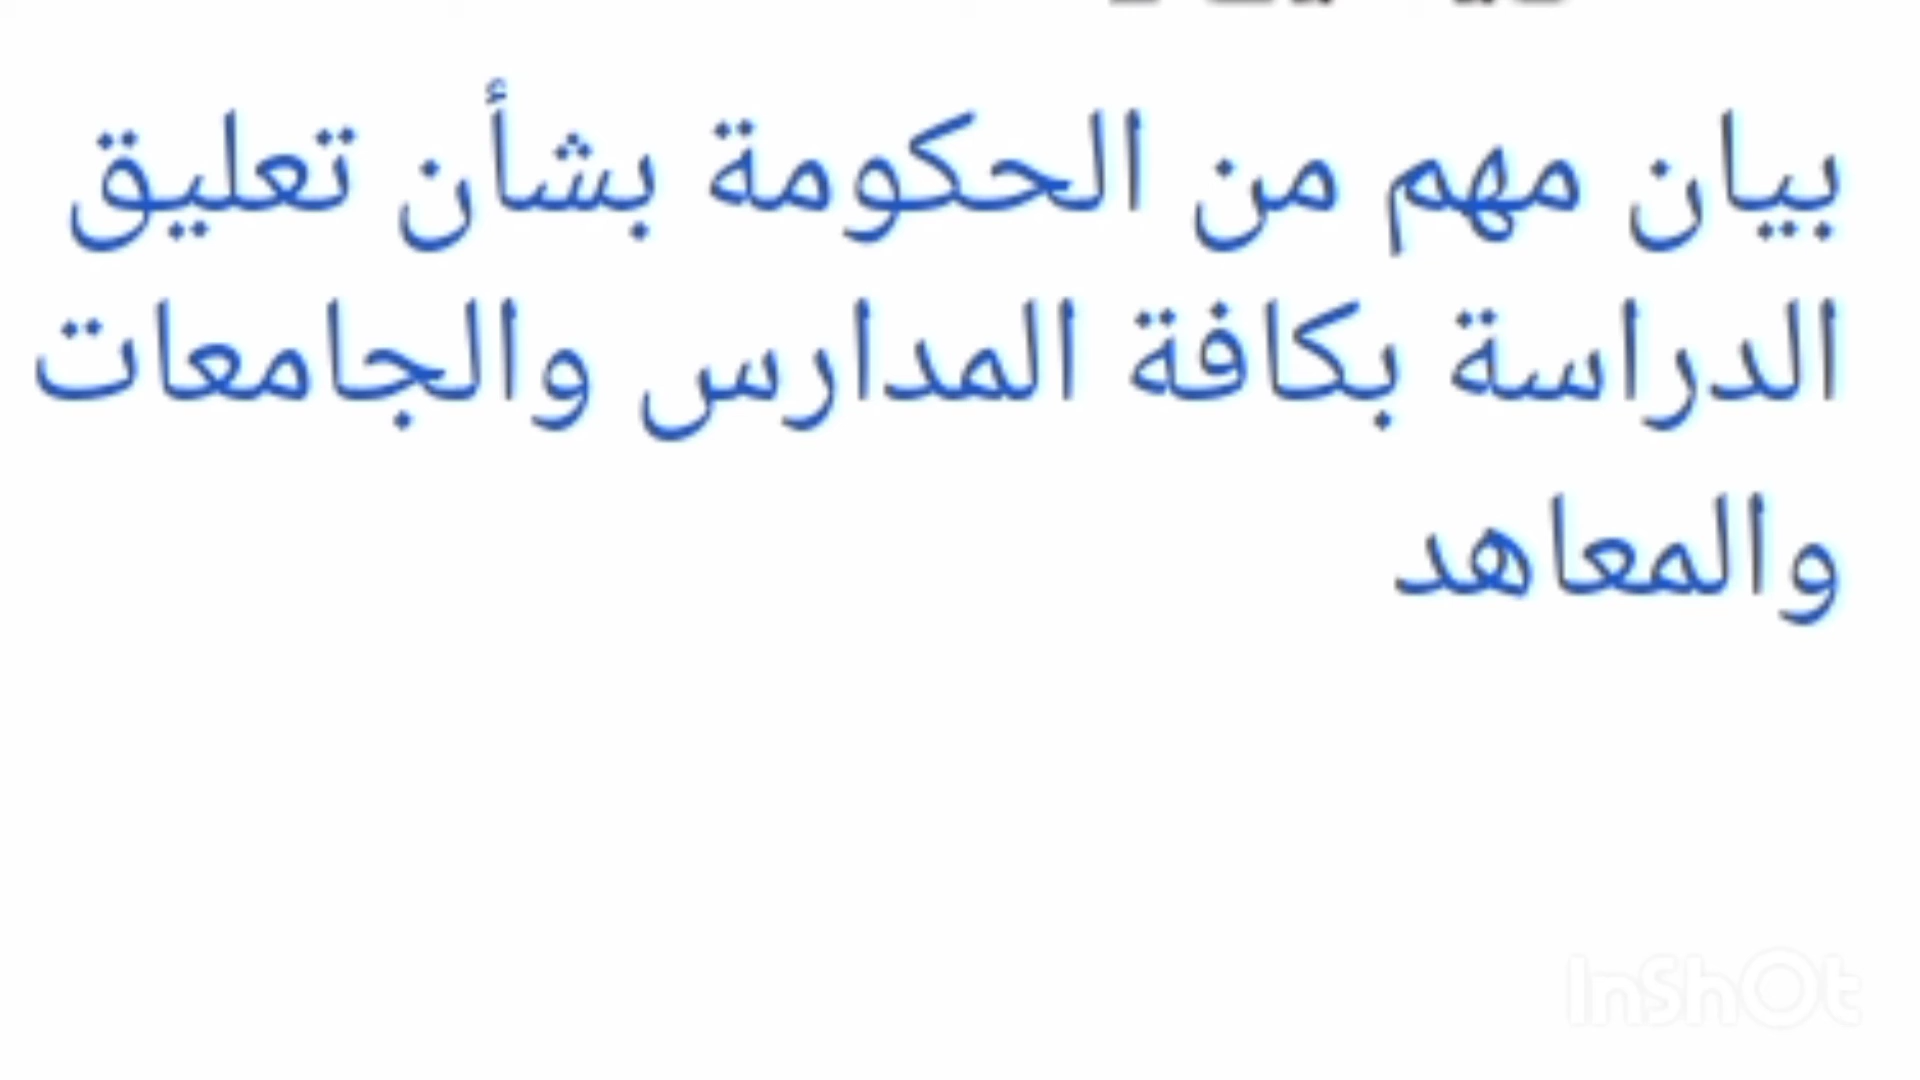 بيان مهم من الحكومة بشأن تعليق
الدراسة بكافة المدارس والجامعات
والمعاهد
InShOt